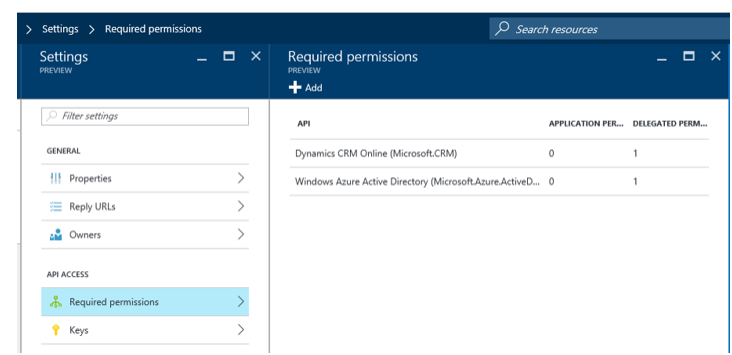 > Settings > Required permissions
Search resources
Settings
PREVIEW
Filter settings
GENERAL
Properties
Reply URLs
Owners
API ACCESS
Required permissions
Keys
Required permissions
PREVIEW
Add
API APPLICATION PER... DELEGATED PERM...
Dynamics CRM Online (Microsoft.CRM) 0 1
Windows Azure Active Directory (Microsoft.Azure.ActiveD... 0 1